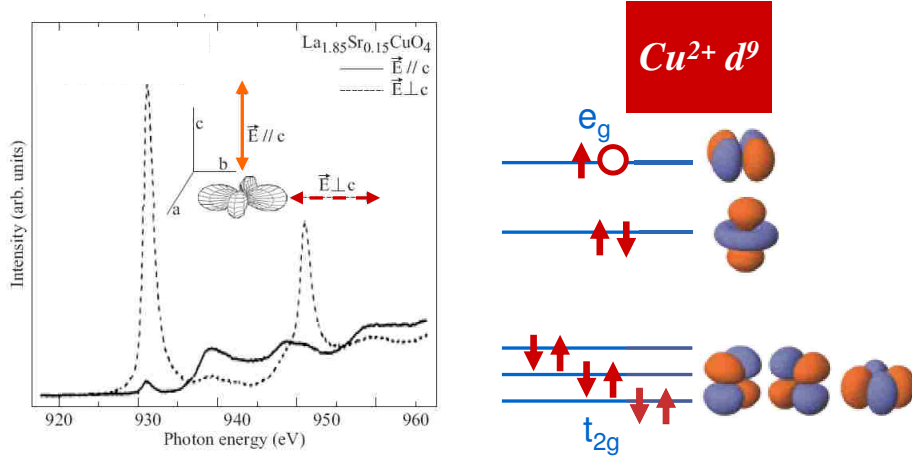 La1.85Sr0.15CuO4
E⃗ // c
E⃗ ⊥ c
c
E⃗ // c
b
E⃗ ⊥ c
a
Intensity (arb. units)
920 930 940 950 960
Photon energy (eV)
Cu2+ d9
eg
t2g